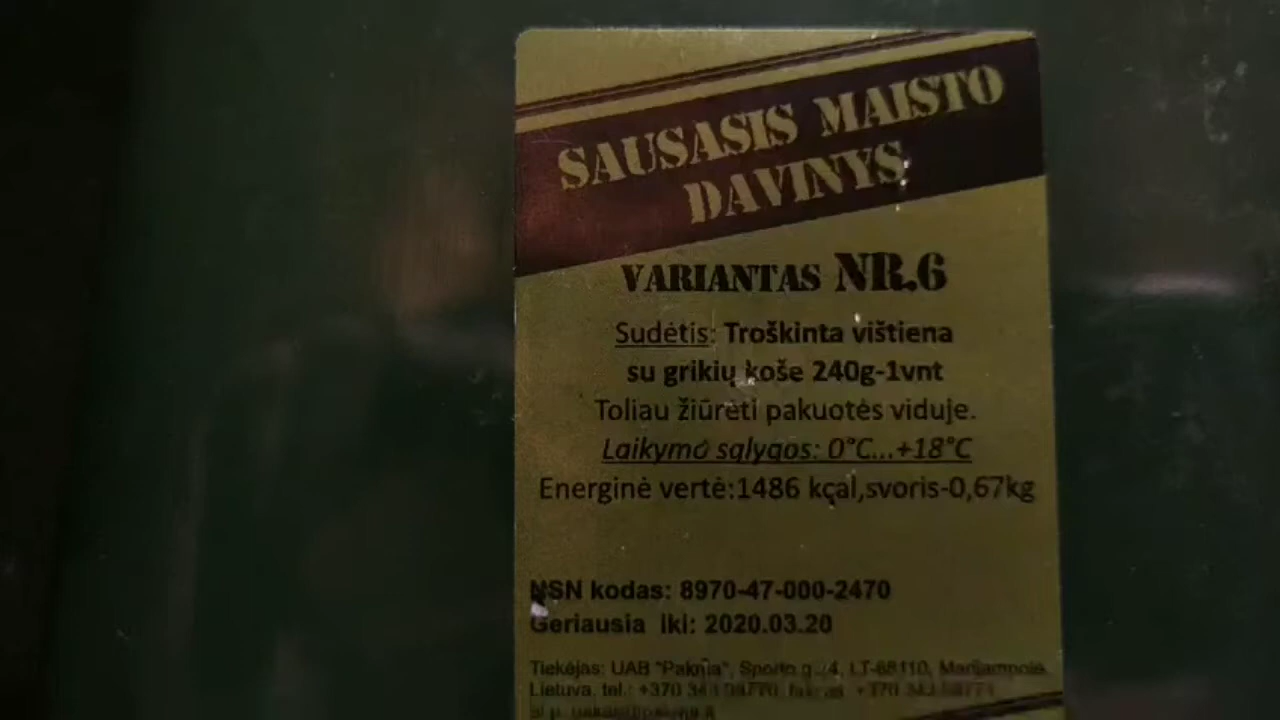 SAUSASIS MAISTO
DAVINYS
VARIANTAS NR.6
Sudėtis: Troškinta vištiena
su grikių koše 240g-1vnt
Toliau žiūrėti pakuotės viduje.
Laikymo sąlygos: 0°C...+18°C
Energinė vertė:1486 kcal,svoris-0,67kg
NSN kodas: 8970-47-000-2470
Geriausia iki: 2020.03.20
Tiekėjas: UAB "Pakrija", Sporto g. 4, LT-68110, Marijampolė,
Lietuva, tel.: +370